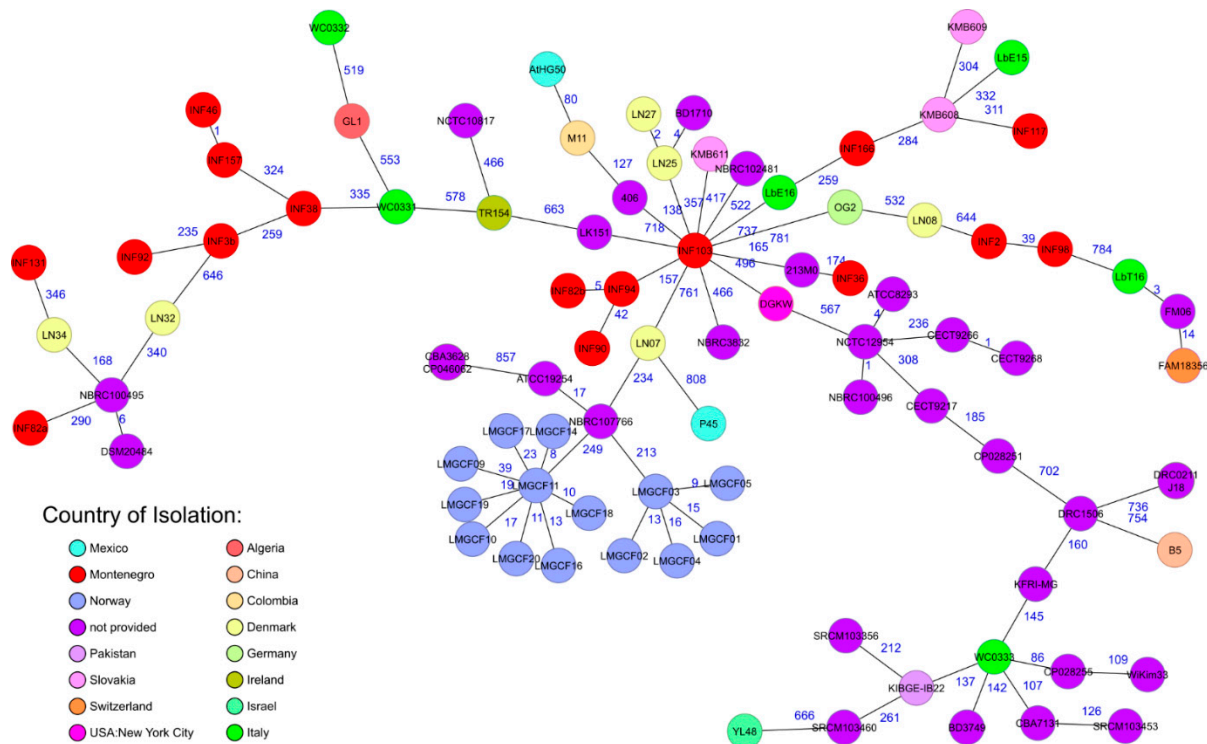 WC0332
519
GL1
553
INF46
1
INF157
324
INF38
335
WC0331
578
NCTC10817
466
TR154
663
LK151
INF3b
259
235
INF92
646
INF131
346
LN34
LN32
168
340
NBRC100495
290
6
INF82a
DSM20484
AtHG50
80
M11
127
406
718
LN27
2
BD1710
4
LN25
138
KMB611
357
NBRC102481
417
LbE16
522
259
INF166
284
KMB608
KMB609
304
LbE15
332
311
INF117
INF103
737
OG2
532
LN08
644
INF2
39
INF98
784
LbT16
3
FM06
14
FAM18356
781
165
213M0
174
INF36
496
DGKW
567
157
INF94
5
INF82b
42
INF90
761
LN07
466
NBRC3832
234
808
P45
ATCC8293
4
NCTC12954
236
CECT9266
1
CECT9268
1
NBRC100496
308
CECT9217
185
CP028251
702
DRC1506
736
DRC0211
J18
754
B5
160
KFRI-MG
145
WC0333
CBA3628
CP046062
857
ATCC19254
17
NBRC107766
249
213
LMGCF17
LMGCF14
23
8
LMGCF09
39
LMGCF11
19
LMGCF19
10
LMGCF18
17
LMGCF10
11
LMGCF20
13
LMGCF16
LMGCF03
9
LMGCF05
15
LMGCF01
16
LMGCF04
13
LMGCF02
SRCM103356
212
KIBGE-IB22
137
261
SRCM103460
666
YL48
142
BD3749
107
CBA7131
126
SRCM103453
86
CP028255
109
WiKim33
Country of Isolation:
Mexico
Montenegro
Norway
not provided
Pakistan
Slovakia
Switzerland
USA:New York City
Algeria
China
Colombia
Denmark
Germany
Ireland
Israel
Italy